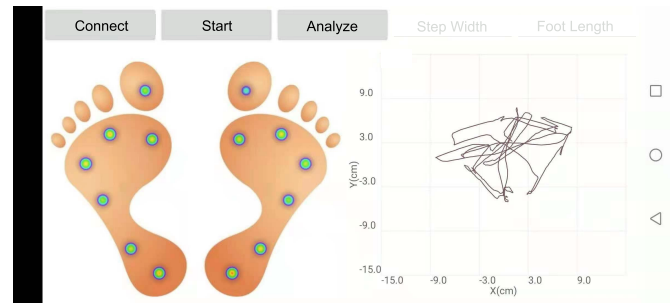 Connect Start Analyze Step Width Foot Length
9.0
3.0
-3.0
-9.0
-15.0
Y(cm)
-15.0 -9.0 -3.0 3.0 9.0
X(cm)